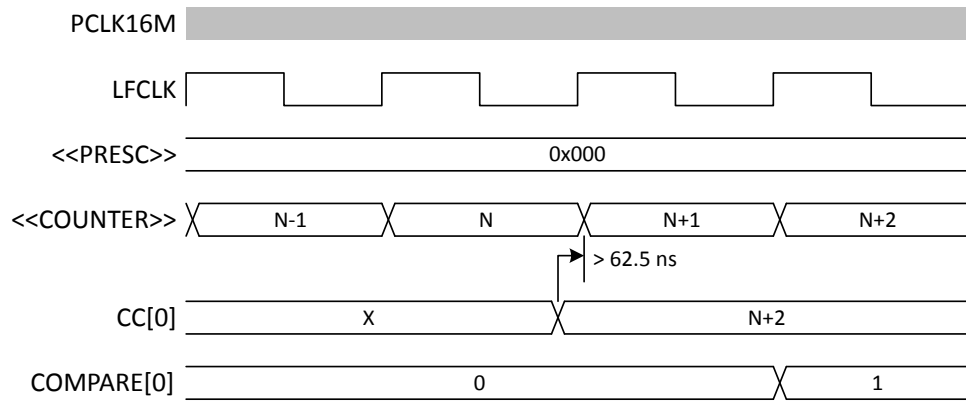 PCLK16M
LFCLK
<<PRESC>> 0x000
<<COUNTER>> N-1 N N+1 N+2
> 62.5 ns
CC[0] X N+2
COMPARE[0] 0 1